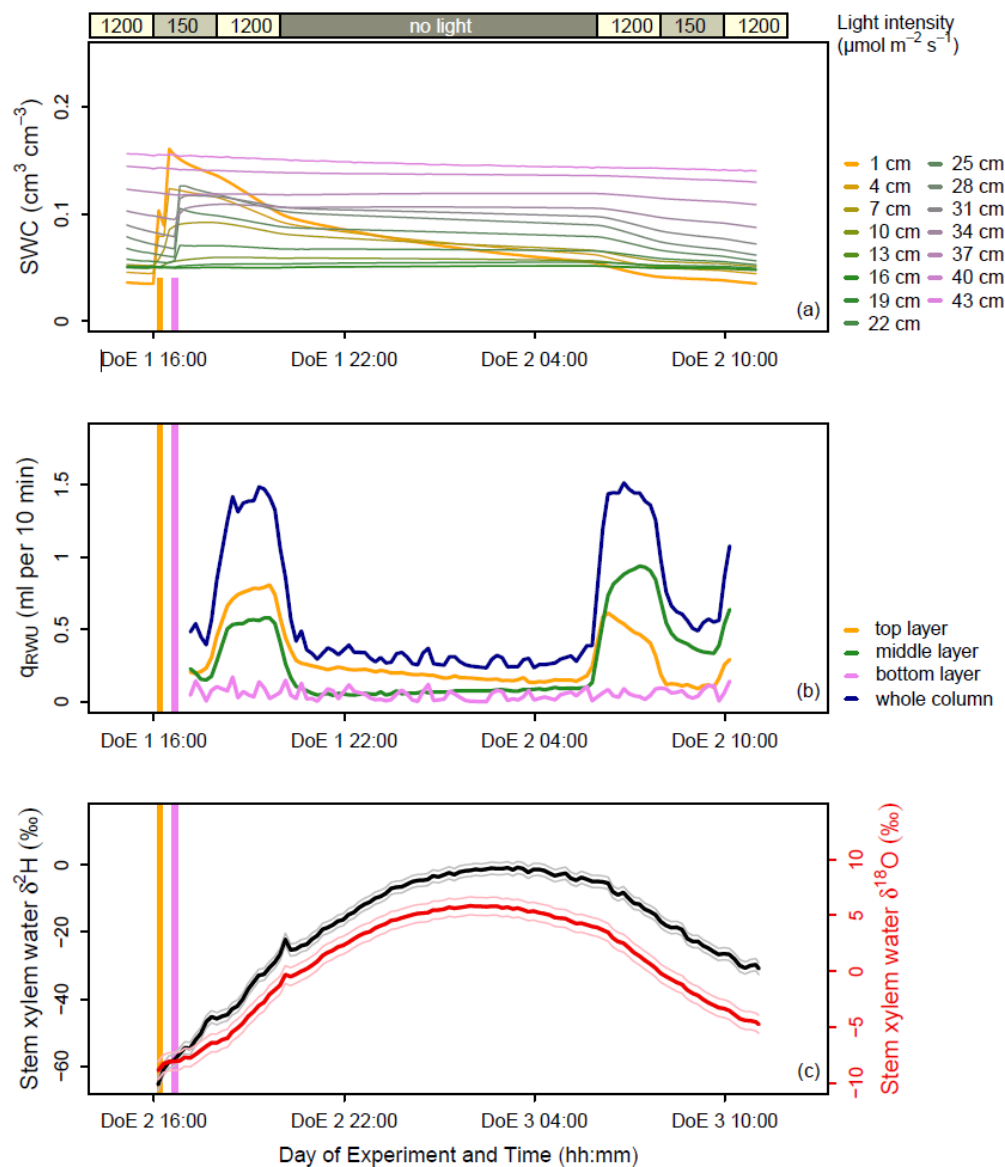 1200 150 1200 no light 1200 150 1200
Light intensity
(µmol m⁻² s⁻¹)
SWC (cm³ cm⁻³)
0.2
0.1
0
1 cm 25 cm
4 cm 28 cm
7 cm 31 cm
10 cm 34 cm
13 cm 37 cm
16 cm 40 cm
19 cm 43 cm
22 cm
(a)
DoE 1 16:00 DoE 1 22:00 DoE 2 04:00 DoE 2 10:00
qRWU (ml per 10 min)
1.5
1
0.5
0
top layer
middle layer
bottom layer
whole column
(b)
DoE 1 16:00 DoE 1 22:00 DoE 2 04:00 DoE 2 10:00
Stem xylem water δ²H (‰)
0
−20
−40
−60
Stem xylem water δ¹⁸O (‰)
10
5
0
−5
−10
(c)
DoE 2 16:00 DoE 2 22:00 DoE 3 04:00 DoE 3 10:00
Day of Experiment and Time (hh:mm)